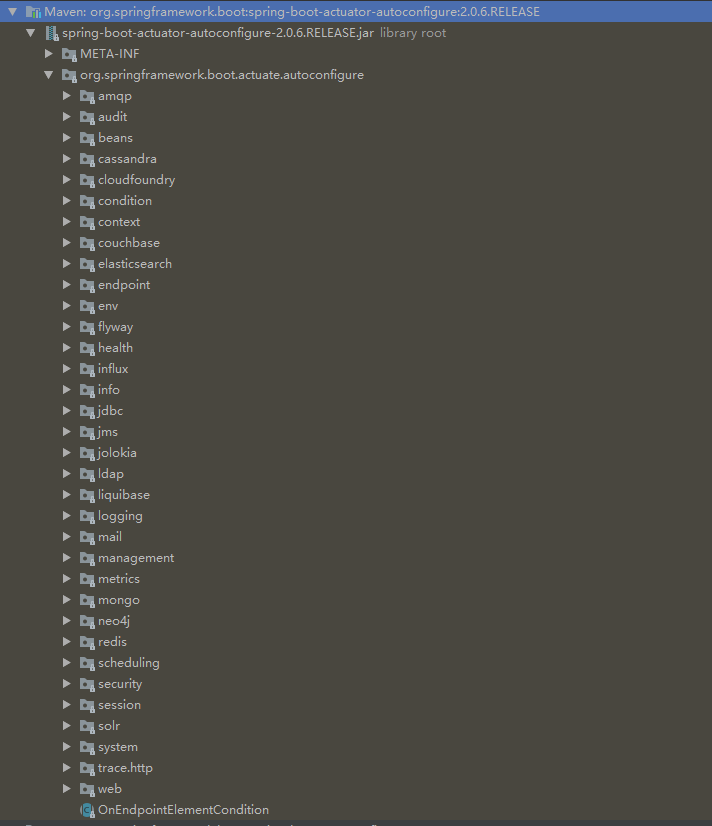 Maven: org.springframework.boot:spring-boot-actuator-autoconfigure:2.0.6.RELEASE
spring-boot-actuator-autoconfigure-2.0.6.RELEASE.jar library root
META-INF
org.springframework.boot.actuate.autoconfigure
amqp
audit
beans
cassandra
cloudfoundry
condition
context
couchbase
elasticsearch
endpoint
env
flyway
health
influx
info
jdbc
jms
jolokia
ldap
liquibase
logging
mail
management
metrics
mongo
neo4j
redis
scheduling
security
session
solr
system
trace.http
web
OnEndpointElementCondition